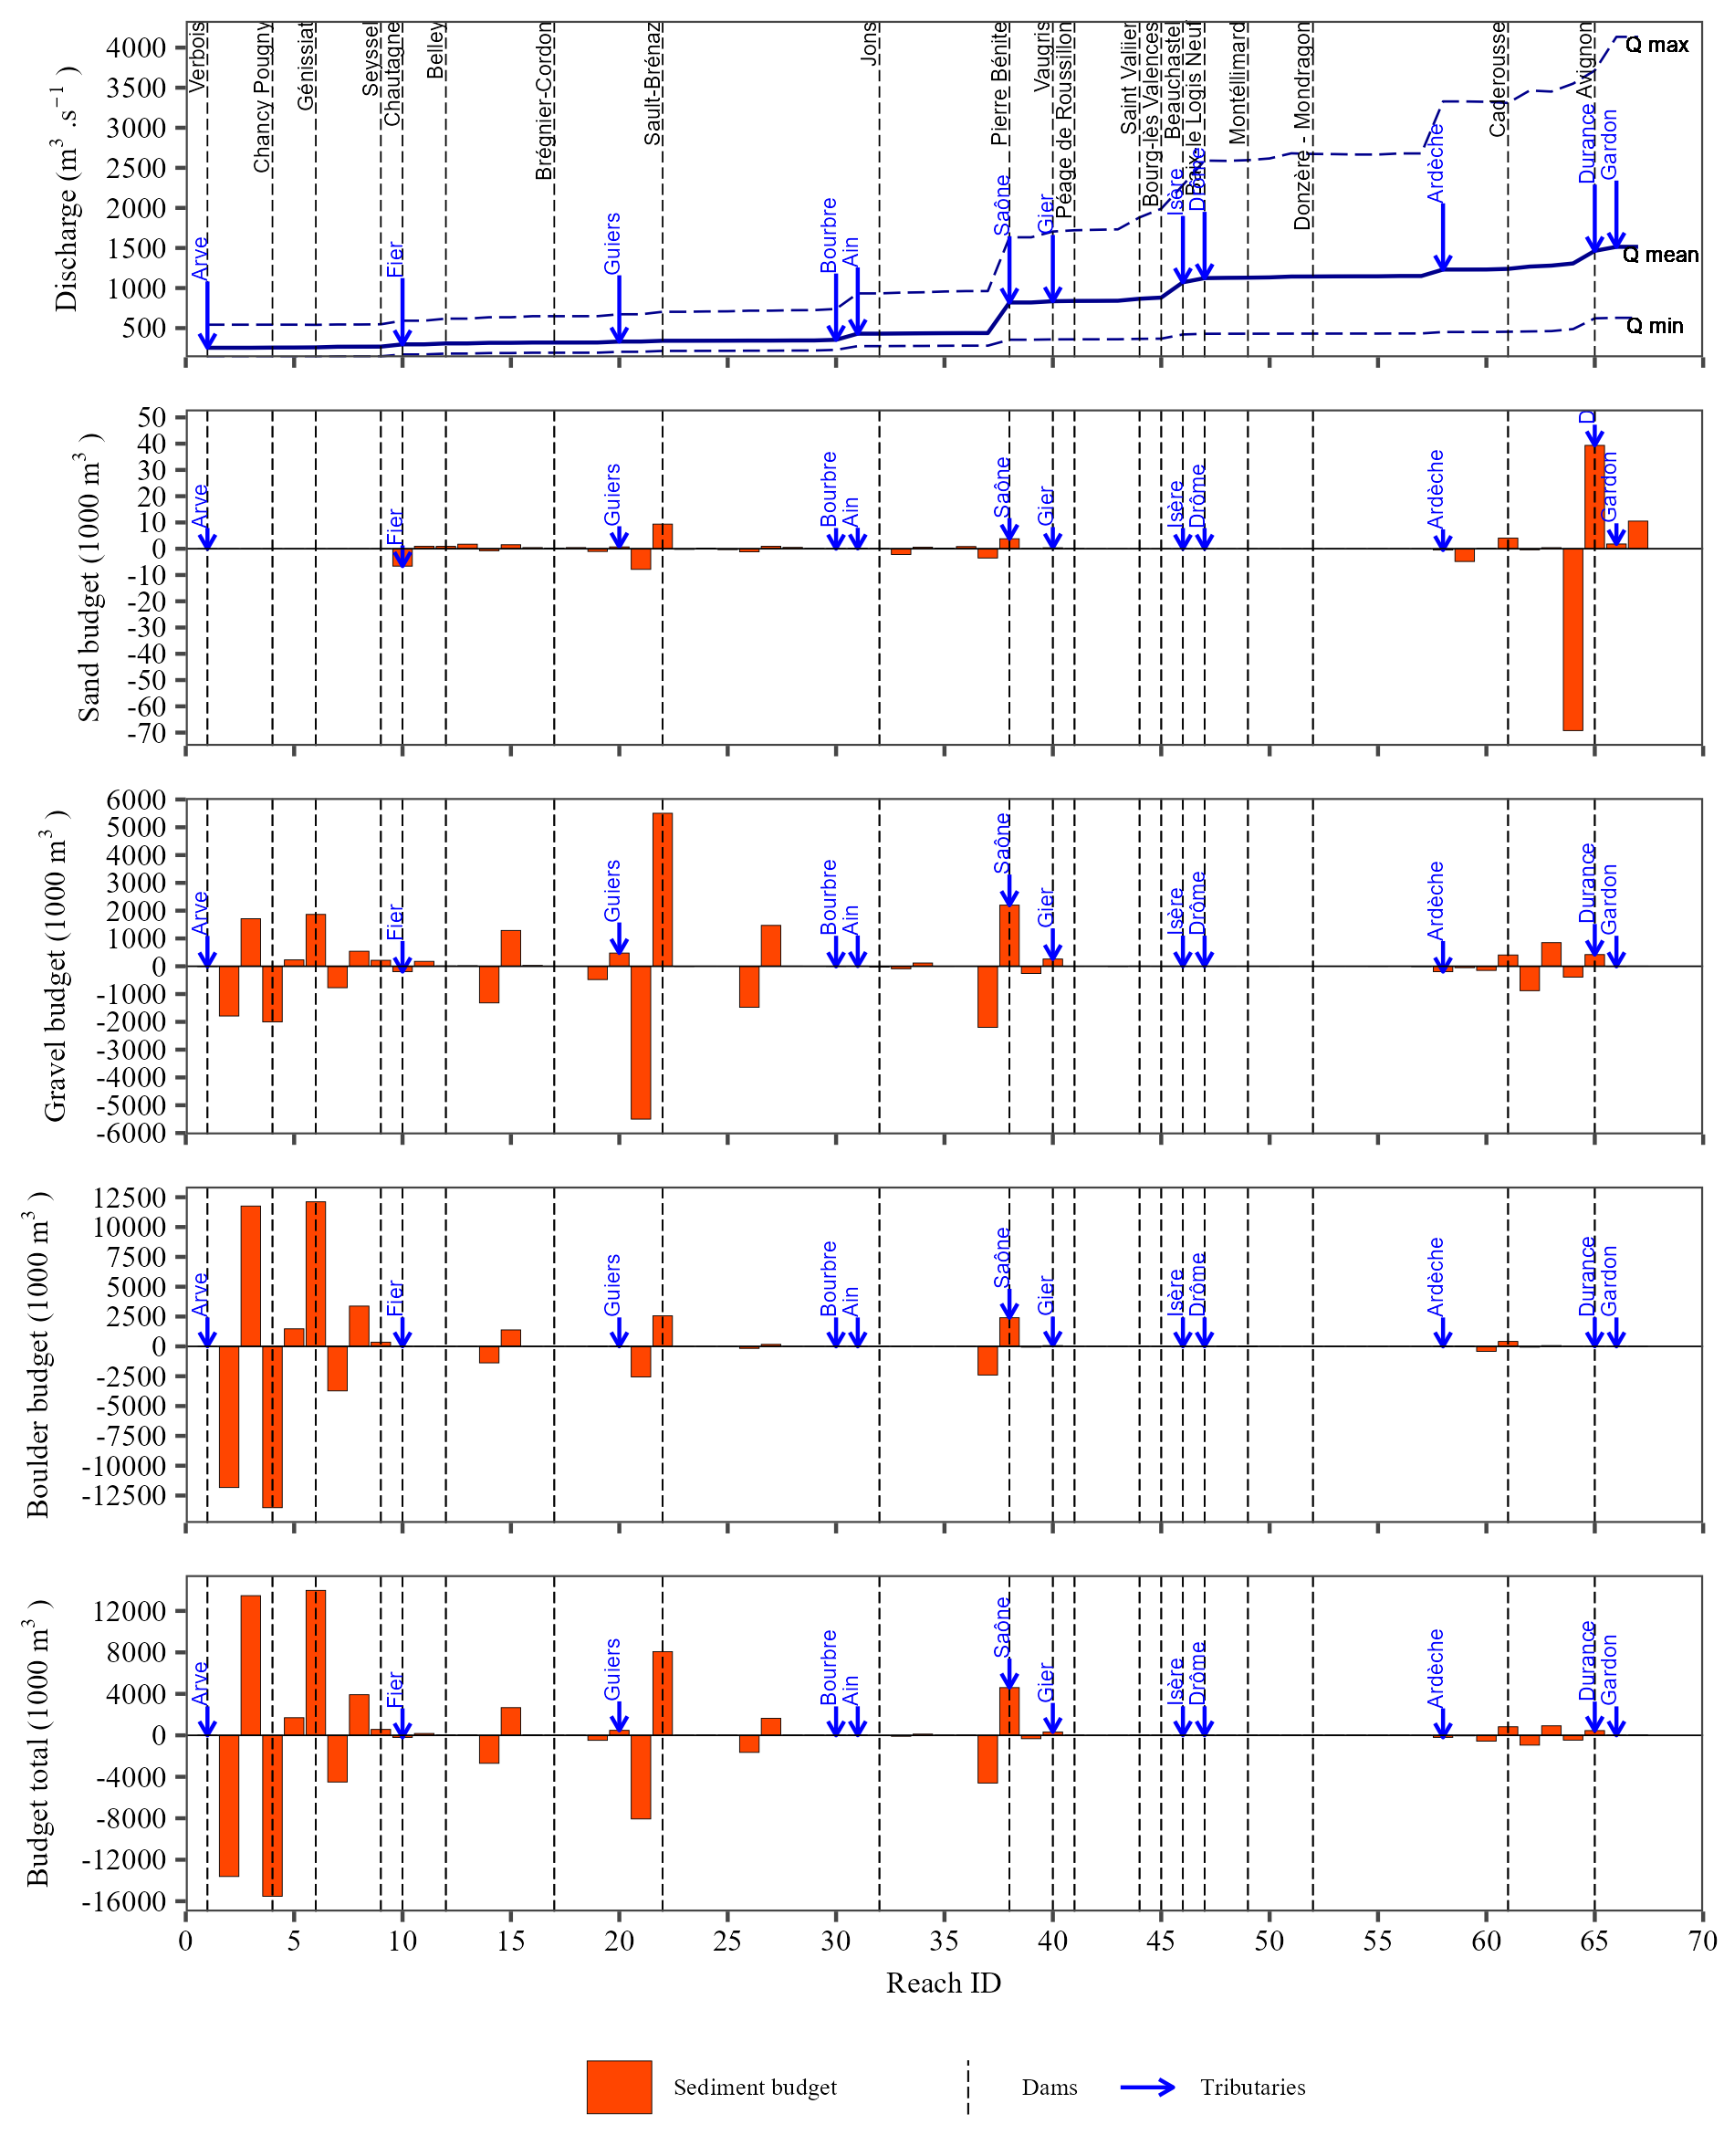 Discharge (m³ .s⁻¹ )
4000
3500
3000
2500
2000
1500
1000
500
Verbois
Chancy Pougny
Génissiat
Seyssel
Chautagne
Belley
Brégnier-Cordon
Sault-Brénaz
Jons
Pierre Bénite
Vaugris
Péage de Roussillon
Saint Vallier
Bourg-lès Valences
Beauchastel
Baix-le Logis Neuf
Montéllimard
Donzère - Mondragon
Caderousse
Avignon
Arve
Fier
Guiers
Bourbre
Ain
Saône
Gier
Isère
Drôme
Ardèche
Durance
Gardon
Q max
Q mean
Q min
Sand budget (1000 m³ )
50
40
30
20
10
0
-10
-20
-30
-40
-50
-60
-70
Arve
Fier
Guiers
Bourbre
Ain
Saône
Gier
Isère
Drôme
Ardèche
D
Gardon
Gravel budget (1000 m³ )
6000
5000
4000
3000
2000
1000
0
-1000
-2000
-3000
-4000
-5000
-6000
Arve
Fier
Guiers
Bourbre
Ain
Saône
Gier
Isère
Drôme
Ardèche
Durance
Gardon
Boulder budget (1000 m³ )
12500
10000
7500
5000
2500
0
-2500
-5000
-7500
-10000
-12500
Arve
Fier
Guiers
Bourbre
Ain
Saône
Gier
Isère
Drôme
Ardèche
Durance
Gardon
Budget total (1000 m³ )
12000
8000
4000
0
-4000
-8000
-12000
-16000
Arve
Fier
Guiers
Bourbre
Ain
Saône
Gier
Isère
Drôme
Ardèche
Durance
Gardon
0 5 10 15 20 25 30 35 40 45 50 55 60 65 70
Reach ID
Sediment budget Dams Tributaries